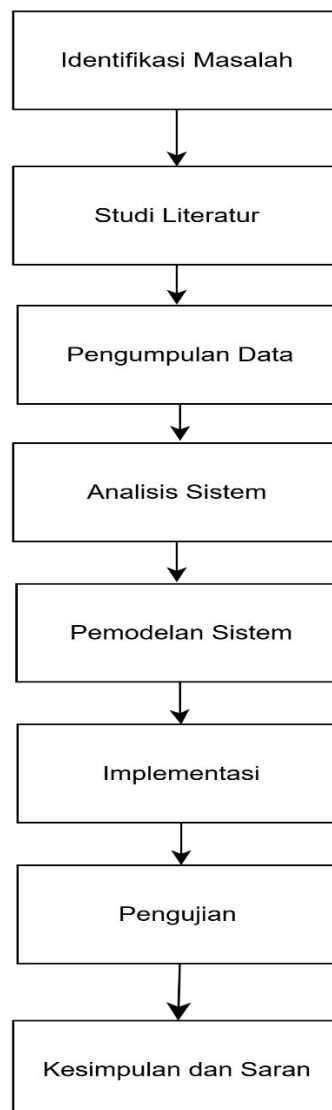 Identifikasi Masalah
Studi Literatur
Pengumpulan Data
Analisis Sistem
Pemodelan Sistem
Implementasi
Pengujian
Kesimpulan dan Saran